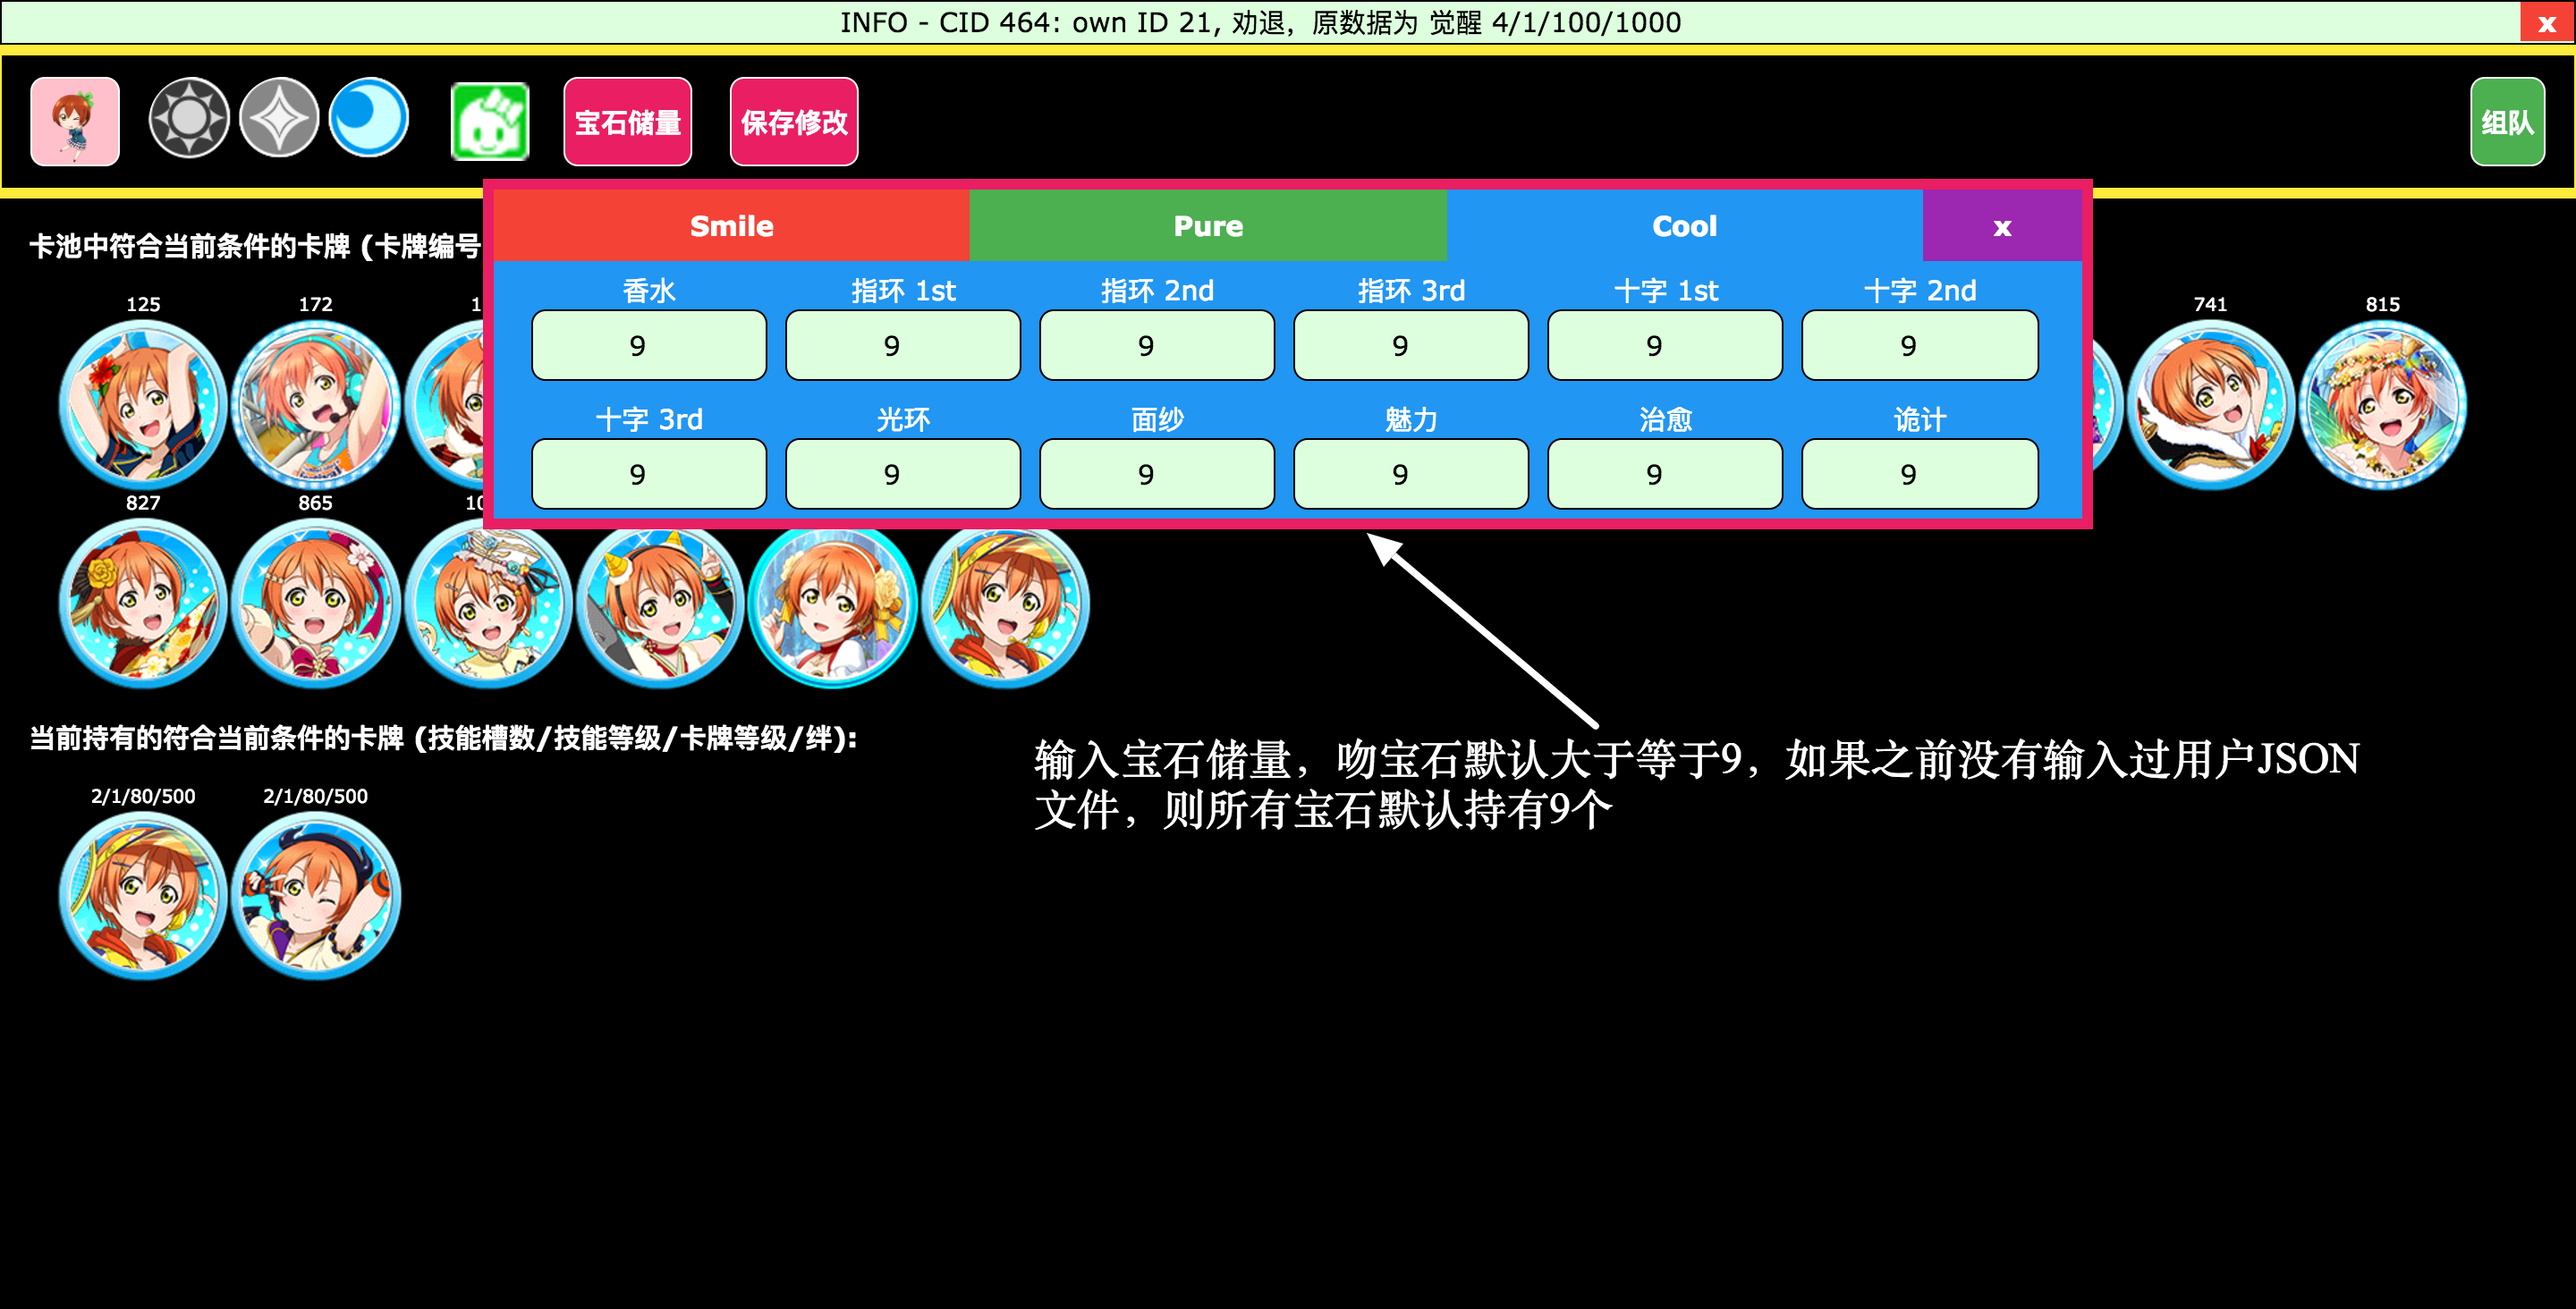 INFO - CID 464: own ID 21, 劝退，原数据为 觉醒 4/1/100/1000
x
宝石储量
保存修改
组队
Smile
Pure
Cool
x
卡池中符合当前条件的卡牌 (卡牌编号
香水
指环 1st
指环 2nd
指环 3rd
十字 1st
十字 2nd
9
9
9
9
9
9
十字 3rd
光环
面纱
魅力
治愈
诡计
9
9
9
9
9
9
125
172
741
815
827
865
当前持有的符合当前条件的卡牌 (技能槽数/技能等级/卡牌等级/绊):
2/1/80/500
2/1/80/500
输入宝石储量，吻宝石默认大于等于9，如果之前没有输入过用户JSON
文件，则所有宝石默认持有9个